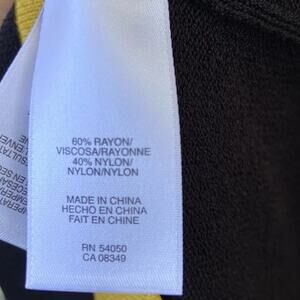 60% RAYON/
VISCOSA/RAYONNE
40% NYLON/
NYLON/NYLON
MADE IN CHINA
HECHO EN CHINA
FAIT EN CHINE
RN 54050
CA 08349